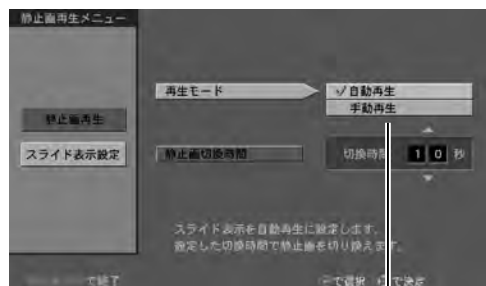 静止画再生メニュー
静止画再生
スライド表示設定
再生モード
✓自動再生
手動再生
静止画切換時間
切換時間 10 秒
スライド表示を自動再生に設定します。
設定した切換時間で静止画を切り換えます。
で終了
で選択 で決定